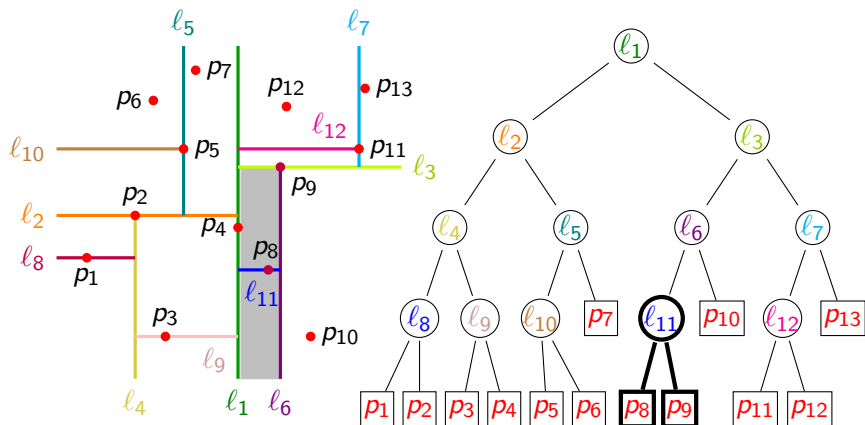 ℓ5 ℓ7
p7
p6 p12 p13
ℓ12
ℓ10 p5 p11
p9 ℓ3
p2
ℓ2 p4
ℓ8 p1 p8
ℓ11
p3 p10
ℓ9
ℓ4 ℓ1 ℓ6
ℓ1
ℓ2 ℓ3
ℓ4 ℓ5 ℓ6 ℓ7
ℓ8 ℓ9 ℓ10 p7 ℓ11 p10 ℓ12 p13
p1 p2 p3 p4 p5 p6 p8 p9 p11 p12